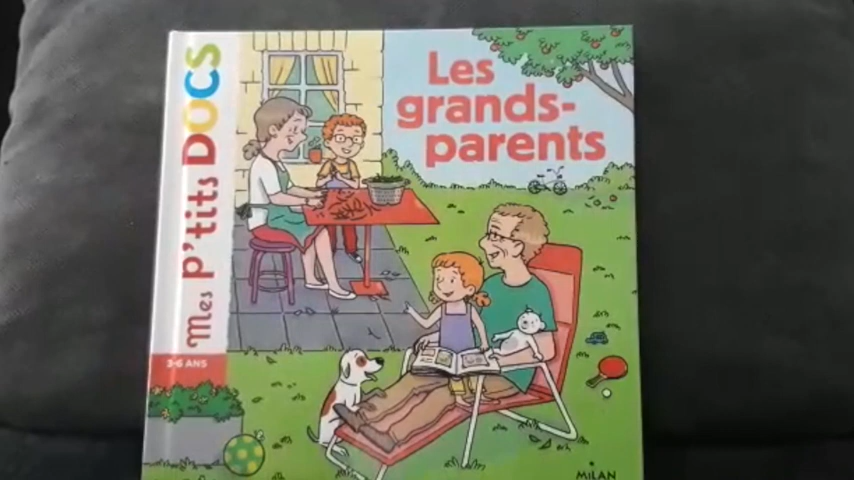 Mes P'tits DOCS
3-6 ANS
Les
grands-
parents
MILAN